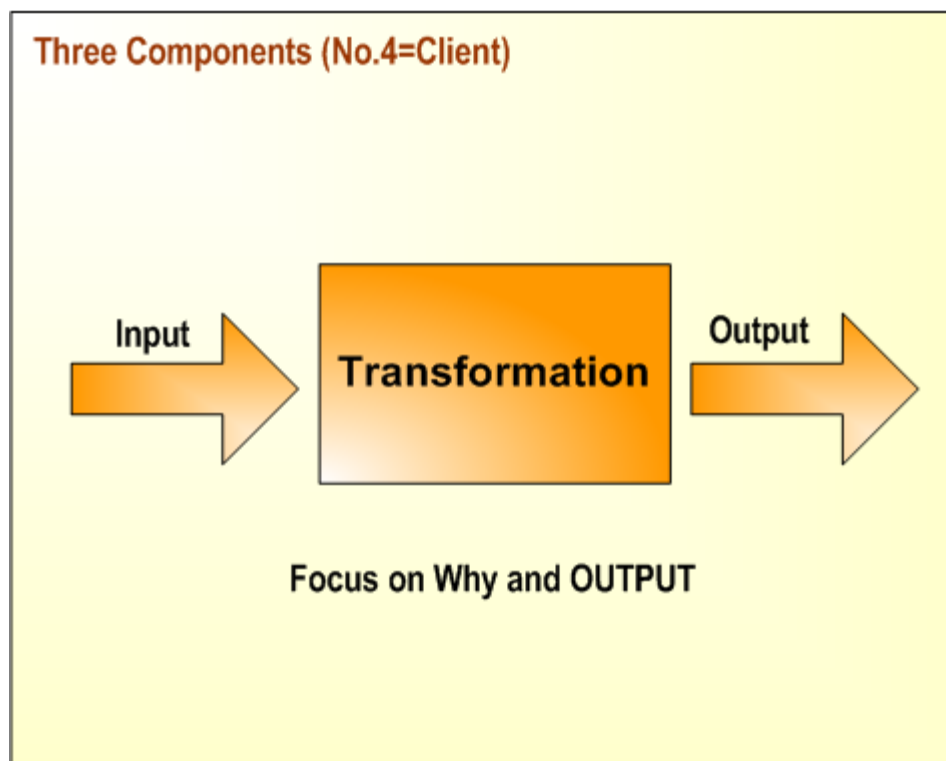 Three Components (No.4=Client)
Input
Transformation
Output
Focus on Why and OUTPUT